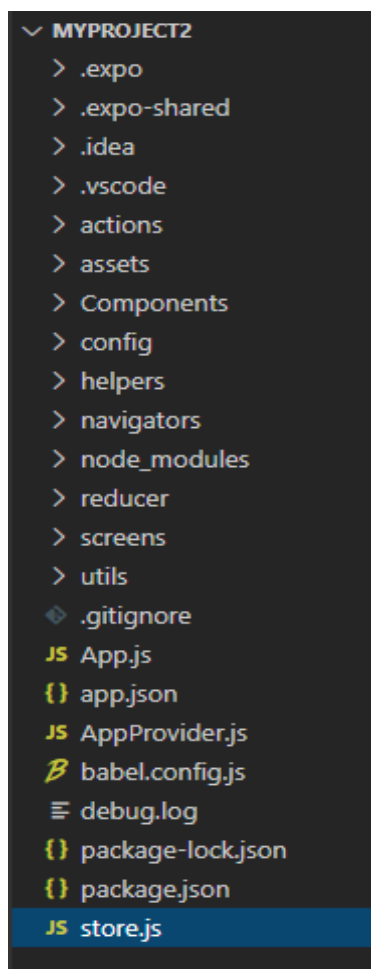 MYPROJECT2
.expo
.expo-shared
.idea
.vscode
actions
assets
Components
config
helpers
navigators
node_modules
reducer
screens
utils
.gitignore
JS App.js
{} app.json
JS AppProvider.js
babel.config.js
debug.log
{} package-lock.json
{} package.json
JS store.js